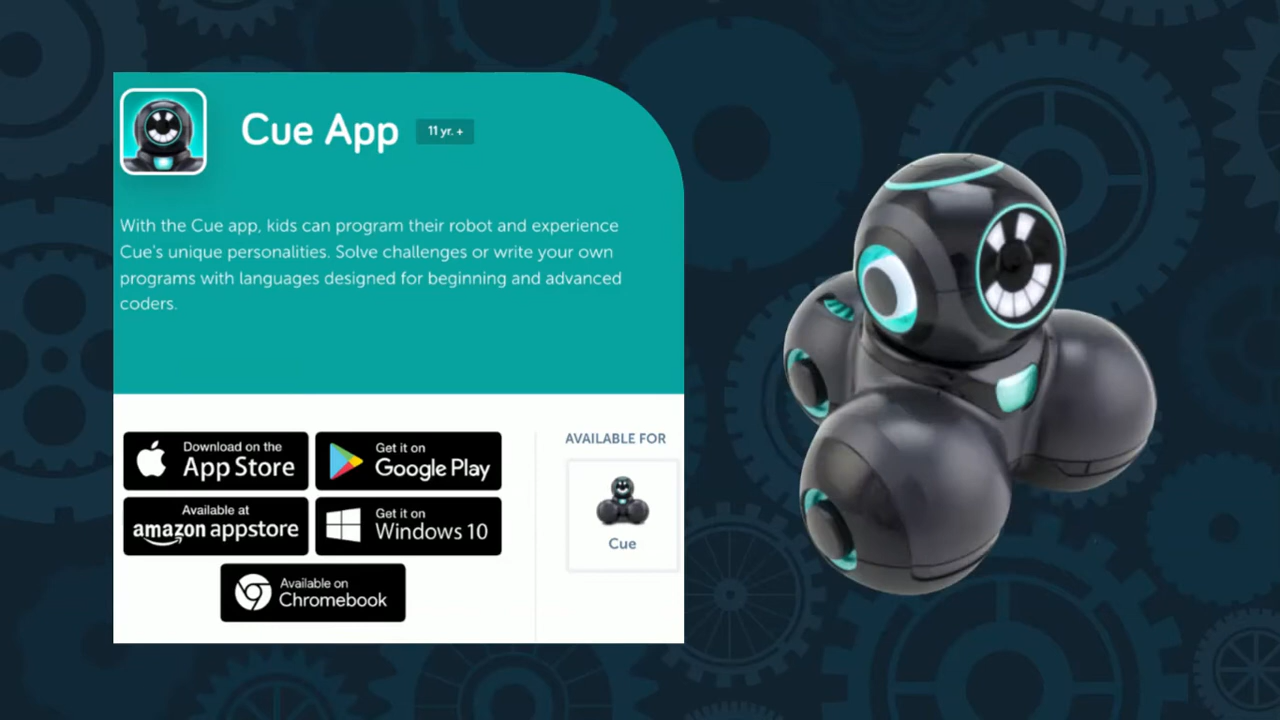 Cue App
11 yr. +
With the Cue app, kids can program their robot and experience
Cue's unique personalities. Solve challenges or write your own
programs with languages designed for beginning and advanced
coders.
Download on the
App Store
Get it on
Google Play
Available at
amazon appstore
Get it on
Windows 10
Available on
Chromebook
AVAILABLE FOR
Cue